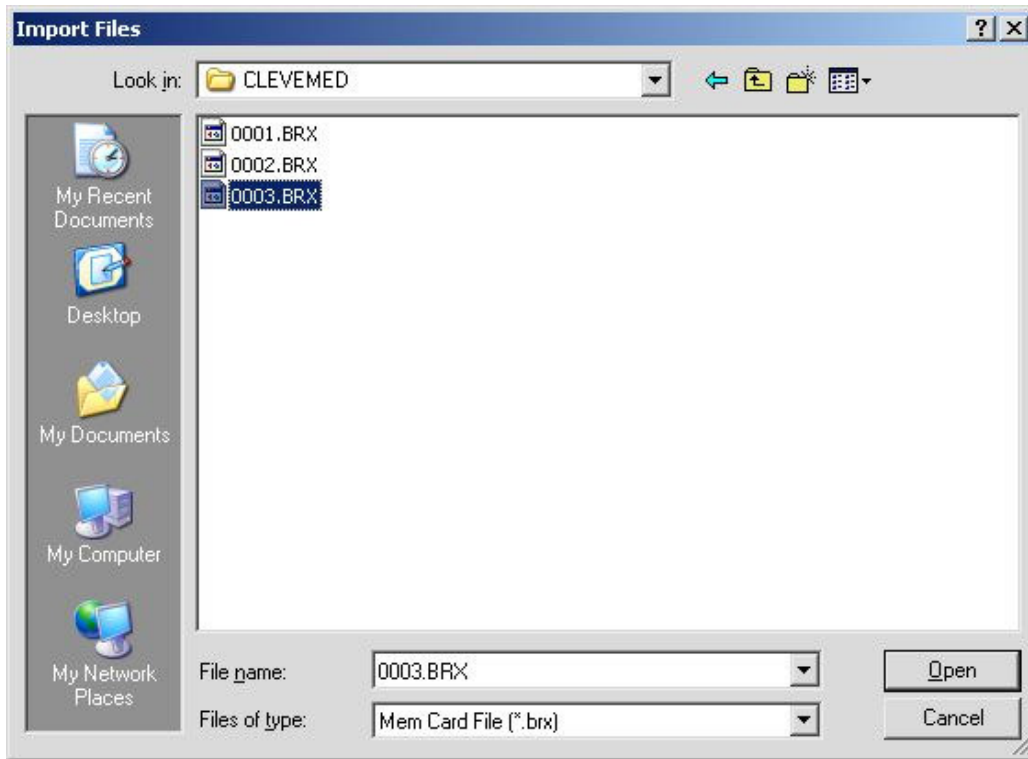 Import Files
Look in: CLEVEMED
0001.BRX
0002.BRX
0003.BRX
My Recent
Documents
Desktop
My Documents
My Computer
My Network
Places
File name: 0003.BRX Open
Files of type: Mem Card File (*.brx) Cancel